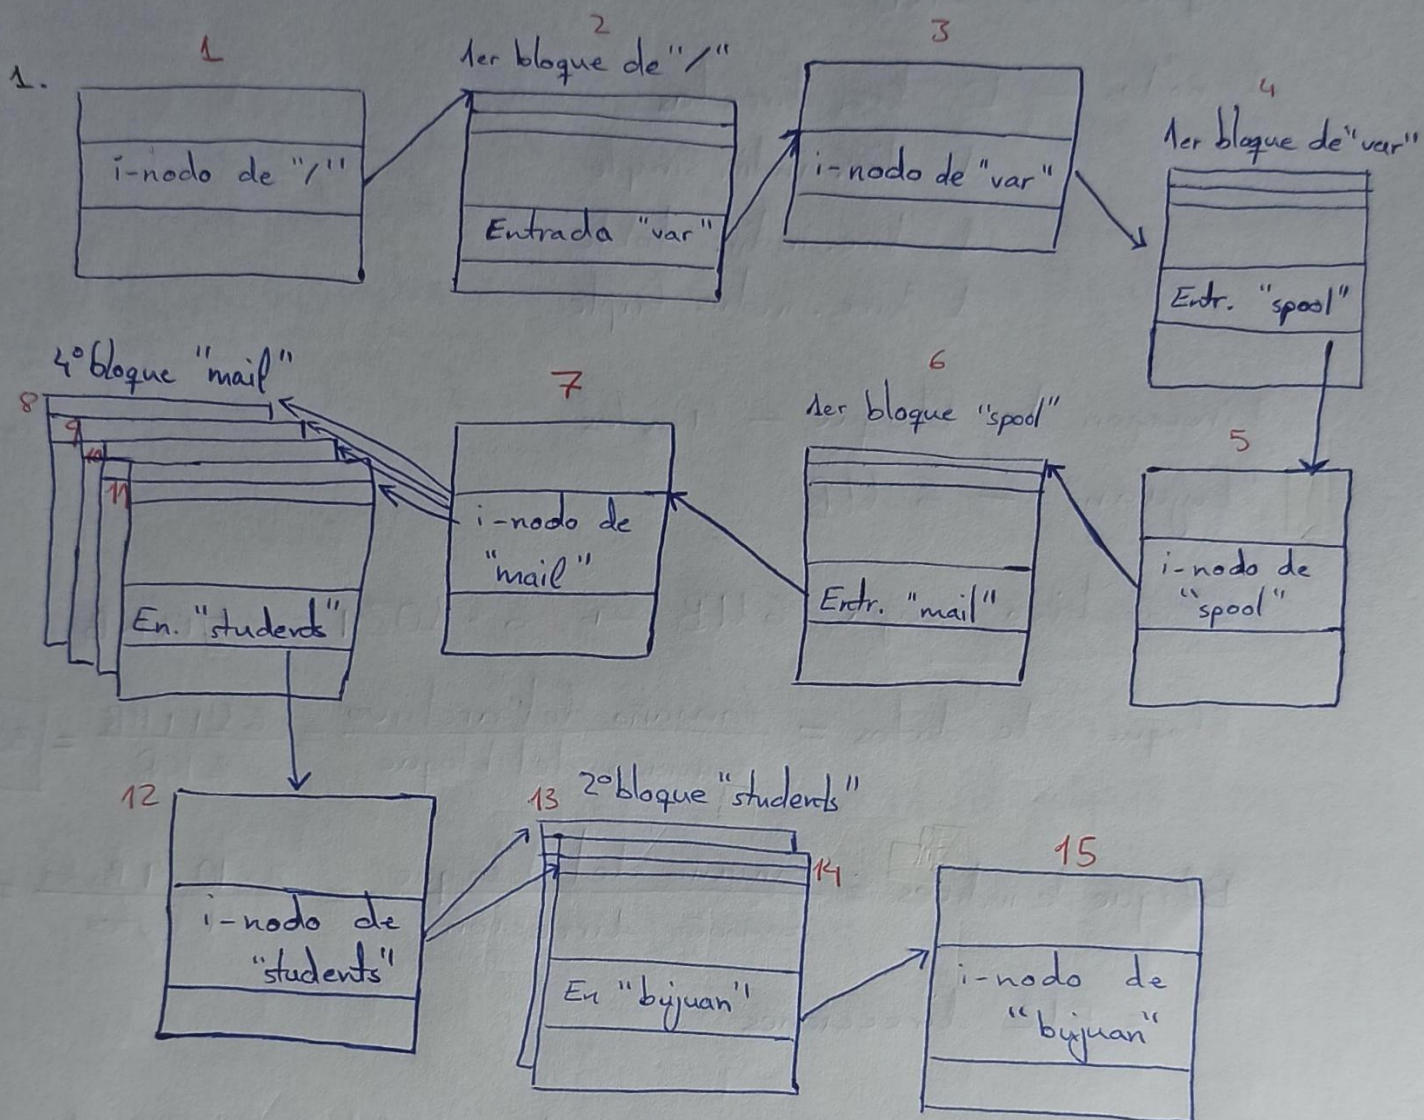 1.
1
i-nodo de "/"
2
1er bloque de "/"
Entrada "var"
3
i-nodo de "var"
4
1er bloque de "var"
Entr. "spool"
5
i-nodo de
"spool"
6
1er bloque "spool"
Entr. "mail"
7
i-nodo de
"mail"
4º bloque "mail"
8
9
10
11
En. "students"
12
i-nodo de
"students"
13
2º bloque "students"
14
En "bijuan"
15
i-nodo de
"bijuan"